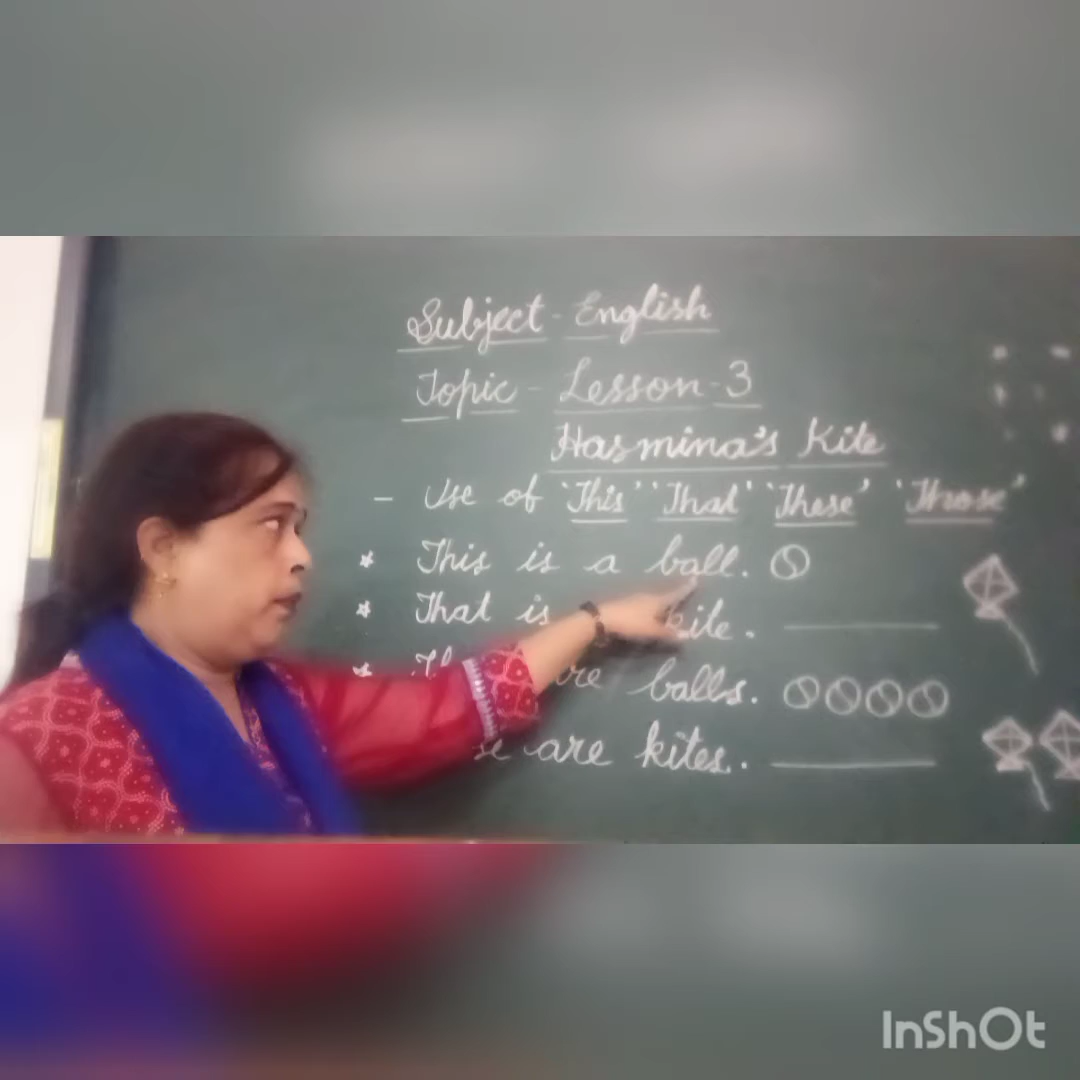 Subject - English
Topic - Lesson - 3
Hasmina's Kite
- Use of 'This' 'That' 'These' 'Those'
* This is a ball.
* That is kite.
* are balls.
are kites.
InShOt